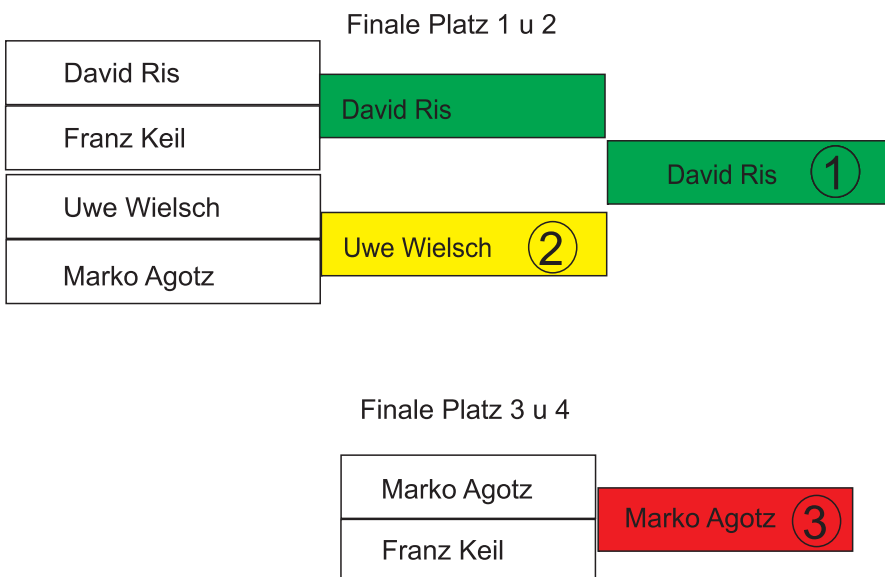 Finale Platz 1 u 2
David Ris
Franz Keil
Uwe Wielsch
Marko Agotz
David Ris
Uwe Wielsch 2
David Ris 1
Finale Platz 3 u 4
Marko Agotz
Franz Keil
Marko Agotz 3